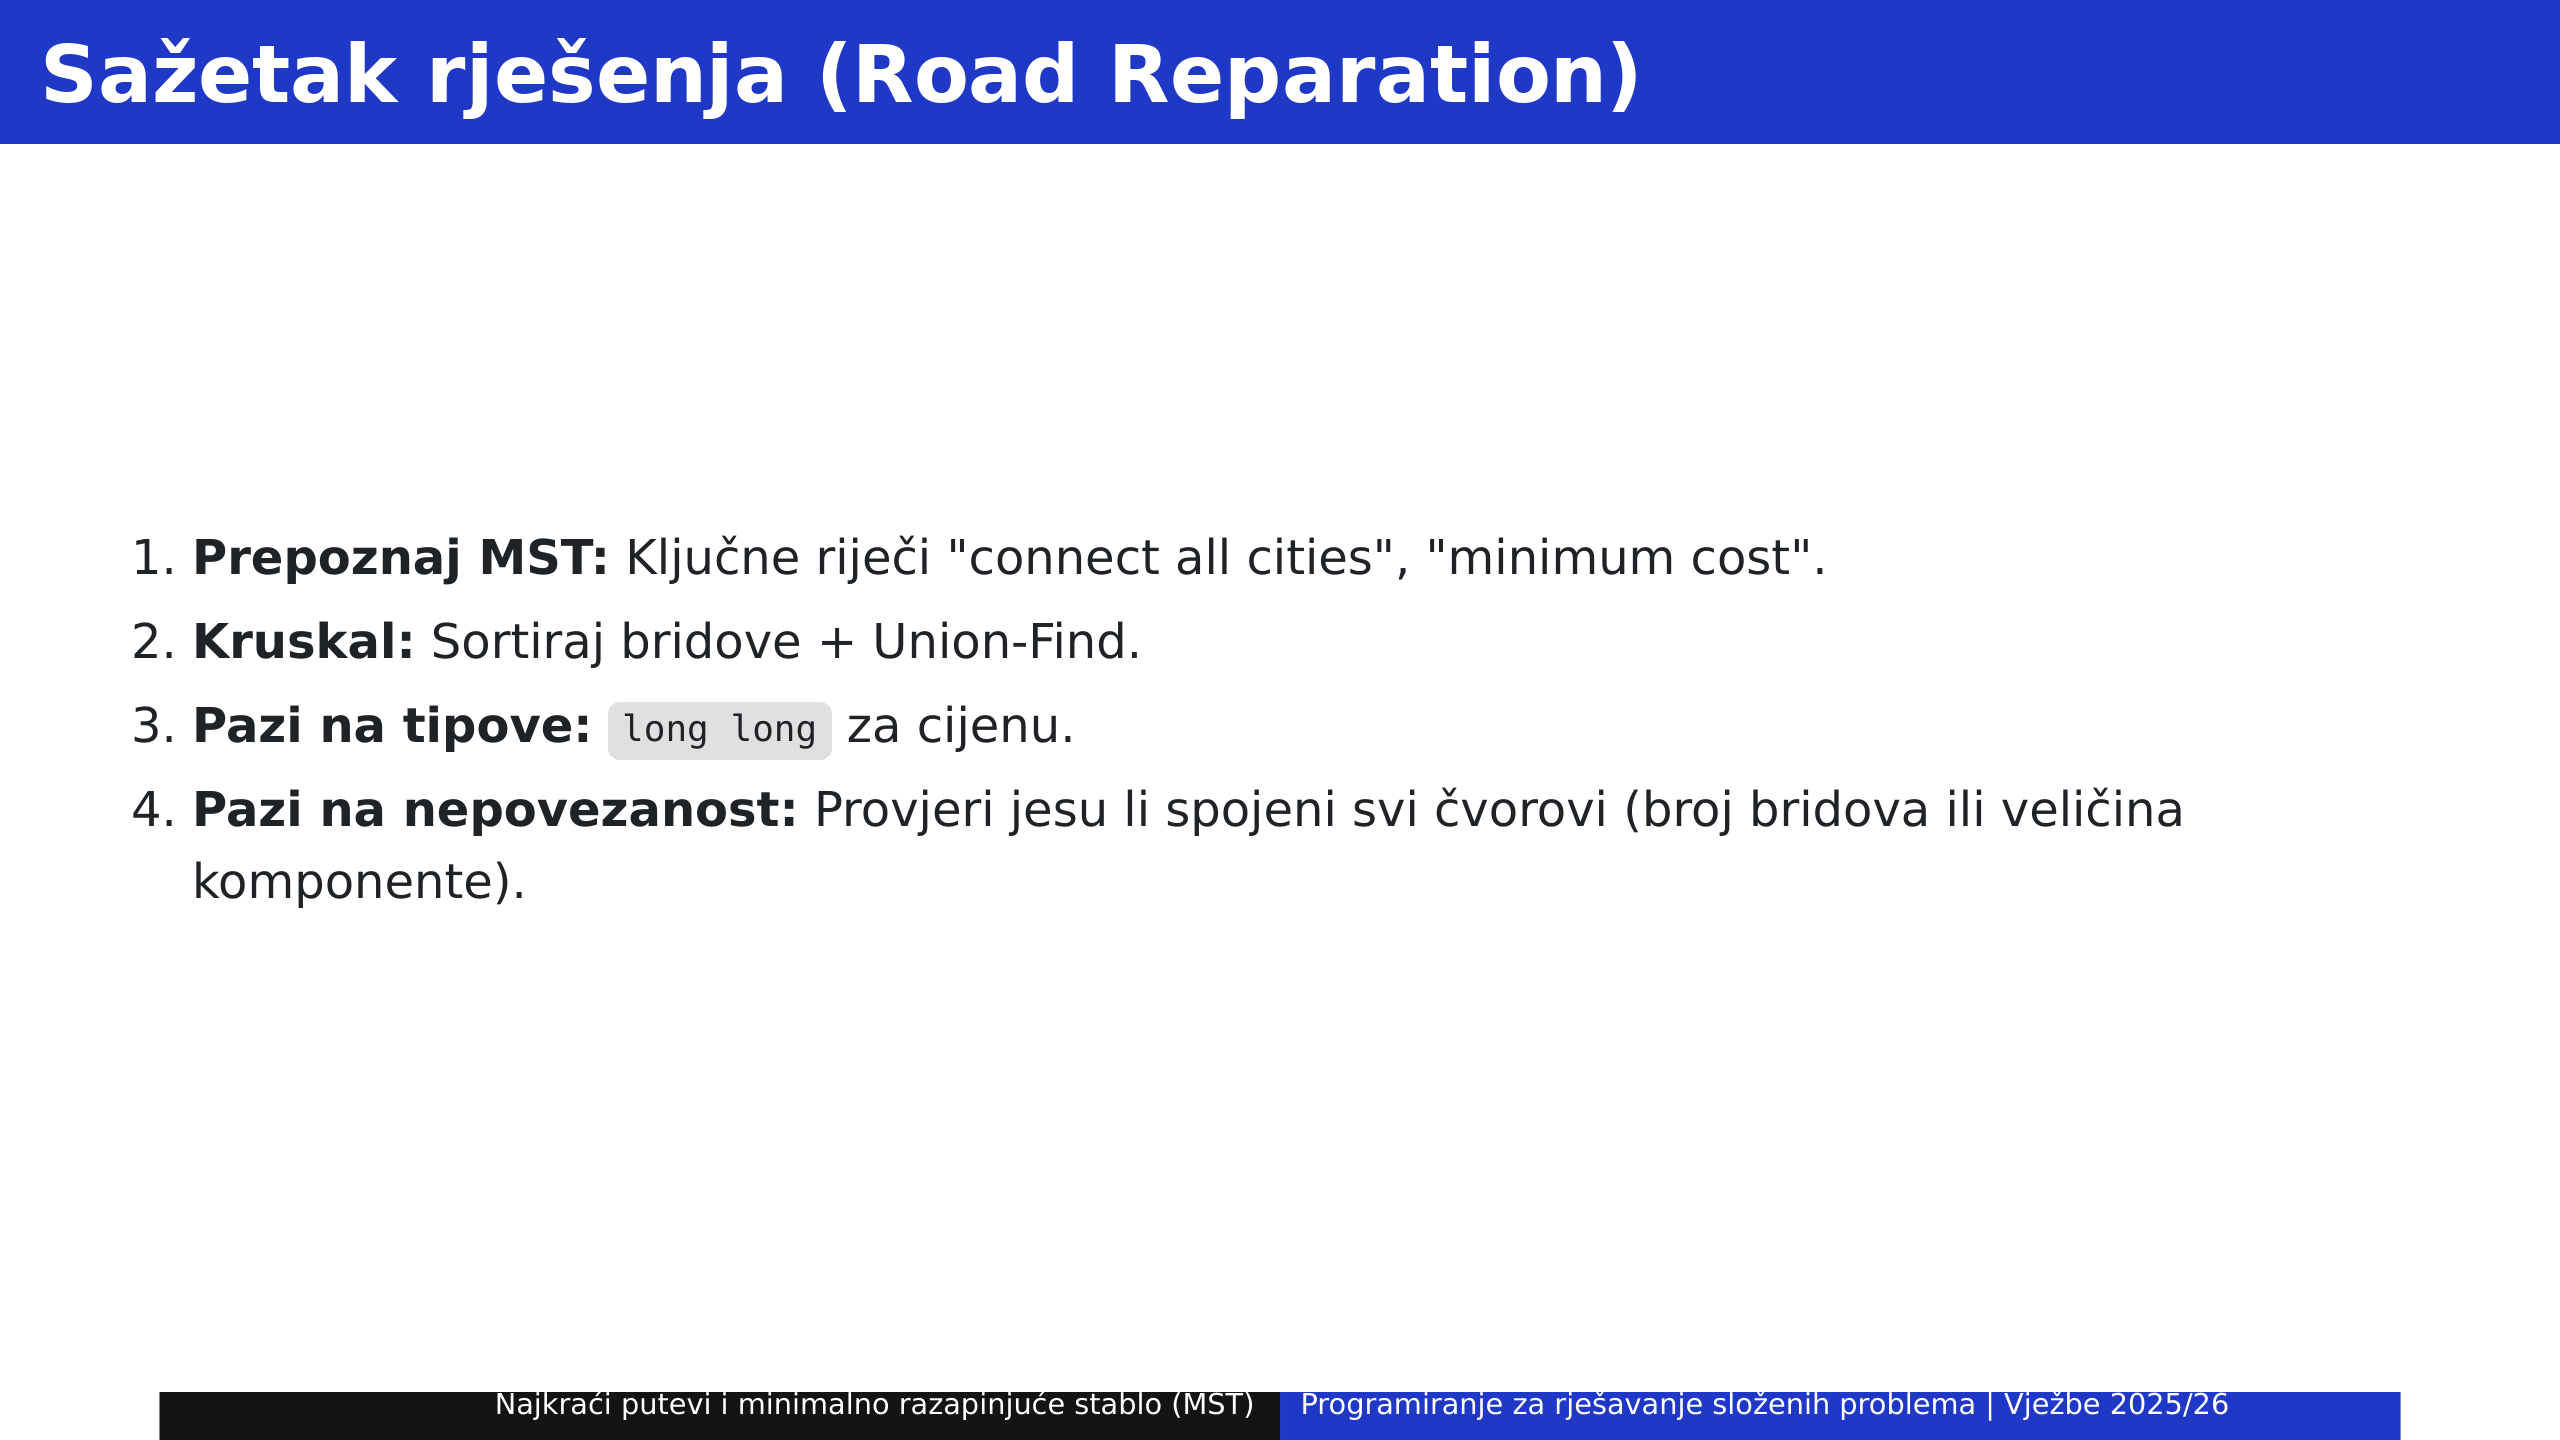 Sažetak rješenja (Road Reparation)
1. Prepoznaj MST: Ključne riječi "connect all cities", "minimum cost".
2. Kruskal: Sortiraj bridove + Union-Find.
3. Pazi na tipove: long long za cijenu.
4. Pazi na nepovezanost: Provjeri jesu li spojeni svi čvorovi (broj bridova ili veličina
komponente).
Najkraći putevi i minimalno razapinjuće stablo (MST)
Programiranje za rješavanje složenih problema | Vježbe 2025/26